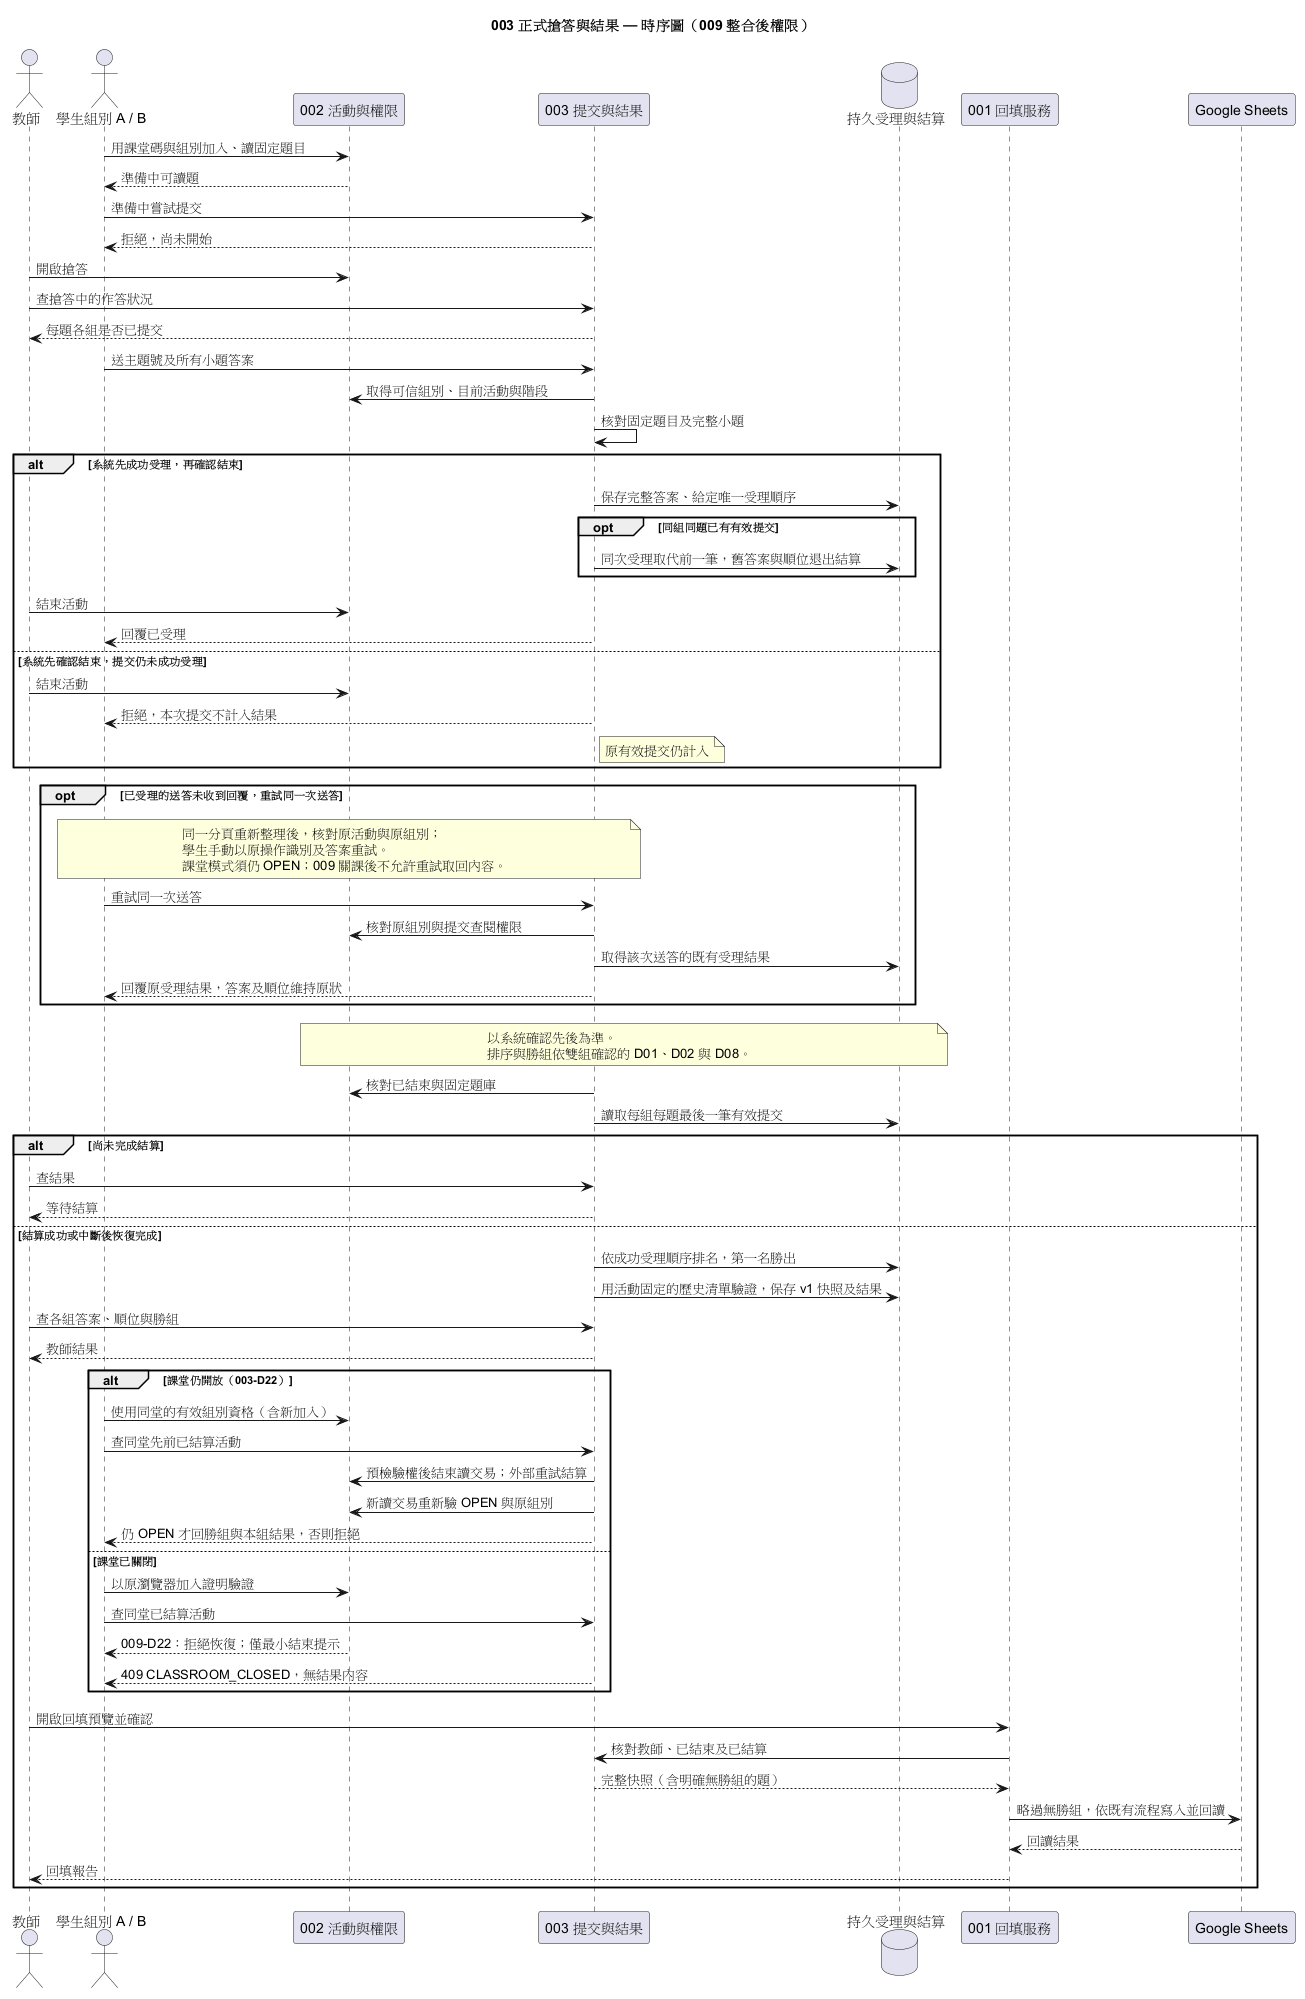 003 正式搶答與結果 — 時序圖（009 整合後權限）
教師
學生組別 A / B
002 活動與權限
003 提交與結果
持久受理與結算
001 回填服務
Google Sheets
用課堂碼與組別加入、讀固定題目
準備中可讀題
準備中嘗試提交
拒絕，尚未開始
開啟搶答
查搶答中的作答狀況
每題各組是否已提交
送主題號及所有小題答案
取得可信組別、目前活動與階段
核對固定題目及完整小題
alt
[系統先成功受理，再確認結束]
保存完整答案、給定唯一受理順序
opt
[同組同題已有有效提交]
同次受理取代前一筆，舊答案與順位退出結算
結束活動
回覆已受理
[系統先確認結束，提交仍未成功受理]
結束活動
拒絕，本次提交不計入結果
原有效提交仍計入
opt
[已受理的送答未收到回覆，重試同一次送答]
同一分頁重新整理後，核對原活動與原組別；
學生手動以原操作識別及答案重試。
課堂模式須仍 OPEN；009 關課後不允許重試取回內容。
重試同一次送答
核對原組別與提交查閱權限
取得該次送答的既有受理結果
回覆原受理結果，答案及順位維持原狀
以系統確認先後為準。
排序與勝組依雙組確認的 D01、D02 與 D08。
核對已結束與固定題庫
讀取每組每題最後一筆有效提交
alt
[尚未完成結算]
查結果
等待結算
[結算成功或中斷後恢復完成]
依成功受理順序排名，第一名勝出
用活動固定的歷史清單驗證，保存 v1 快照及結果
查各組答案、順位與勝組
教師結果
alt
[課堂仍開放（003-D22）]
使用同堂的有效組別資格（含新加入）
查同堂先前已結算活動
預檢驗權後結束讀交易；外部重試結算
新讀交易重新驗 OPEN 與原組別
仍 OPEN 才回勝組與本組結果，否則拒絕
[課堂已關閉]
以原瀏覽器加入證明驗證
查同堂已結算活動
009-D22：拒絕恢復；僅最小結束提示
409 CLASSROOM_CLOSED，無結果內容
開啟回填預覽並確認
核對教師、已結束及已結算
完整快照（含明確無勝組的題）
略過無勝組，依既有流程寫入並回讀
回讀結果
回填報告
教師
學生組別 A / B
002 活動與權限
003 提交與結果
持久受理與結算
001 回填服務
Google Sheets